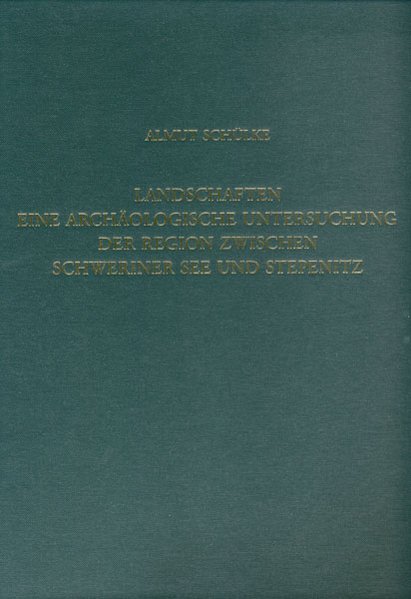 ALMUT SCHÜLKE
LANDSCHAFTEN
EINE ARCHÄOLOGISCHE UNTERSUCHUNG
DER REGION ZWISCHEN
SCHWERINER SEE UND STEPENITZ